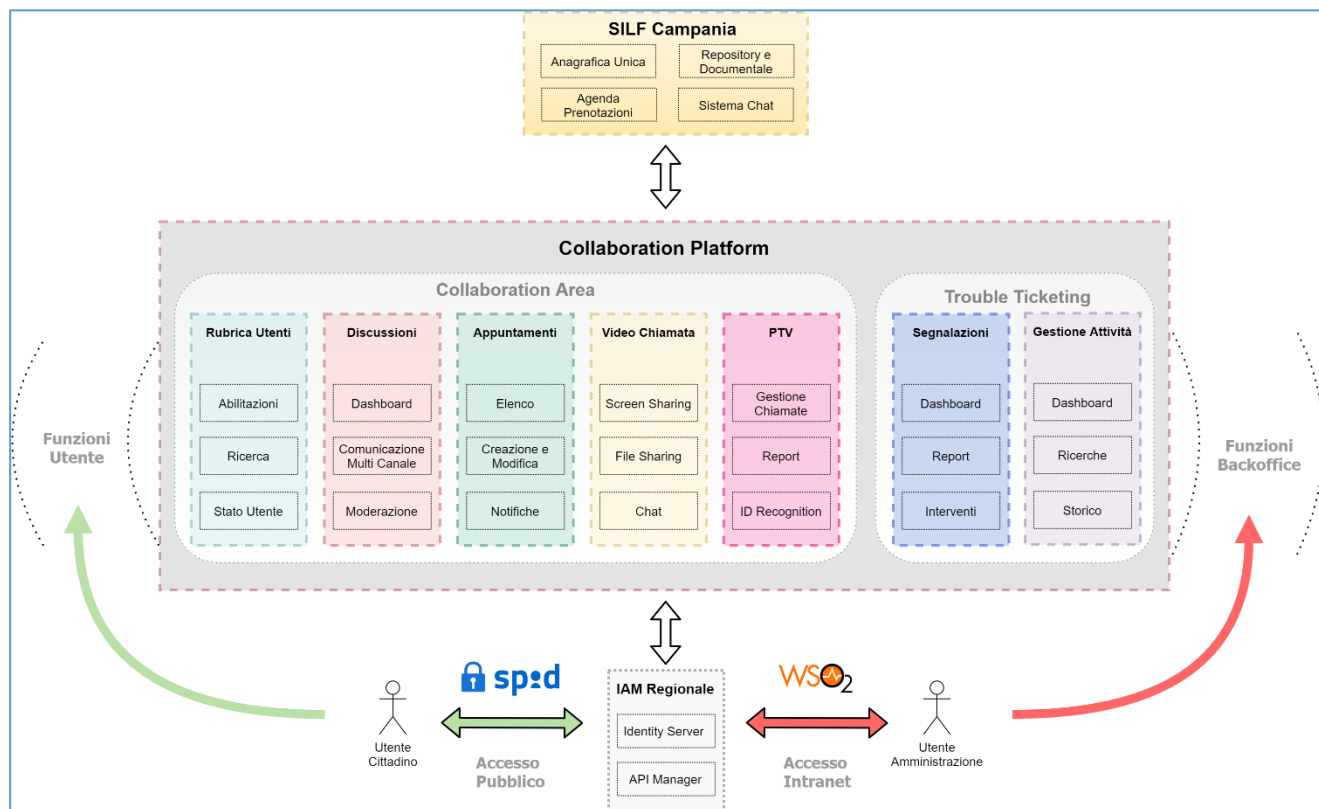 SILF Campania
Anagrafica Unica
Repository e
Documentale
Agenda
Prenotazioni
Sistema Chat
Collaboration Platform
Collaboration Area
Trouble Ticketing
Rubrica Utenti
Abilitazioni
Ricerca
Stato Utente
Discussioni
Dashboard
Comunicazione
Multi Canale
Moderazione
Appuntamenti
Elenco
Creazione e
Modifica
Notifiche
Video Chiamata
Screen Sharing
File Sharing
Chat
PTV
Gestione
Chiamate
Report
ID Recognition
Segnalazioni
Dashboard
Report
Interventi
Gestione Attività
Dashboard
Ricerche
Storico
Funzioni
Utente
Funzioni
Backoffice
spid
WSO2
IAM Regionale
Identity Server
API Manager
Utente
Cittadino
Accesso
Pubblico
Accesso
Intranet
Utente
Amministrazione